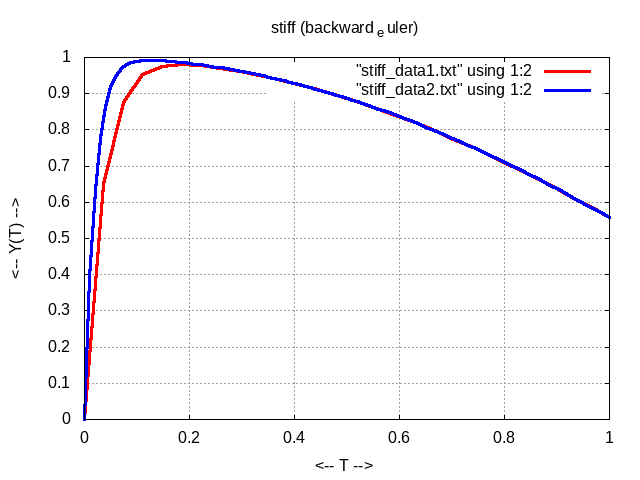 stiff (backward_euler)
"stiff_data1.txt" using 1:2
"stiff_data2.txt" using 1:2
1
0.9
0.8
0.7
0.6
0.5
0.4
0.3
0.2
0.1
0
<-- Y(T) -->
0 0.2 0.4 0.6 0.8 1
<-- T -->